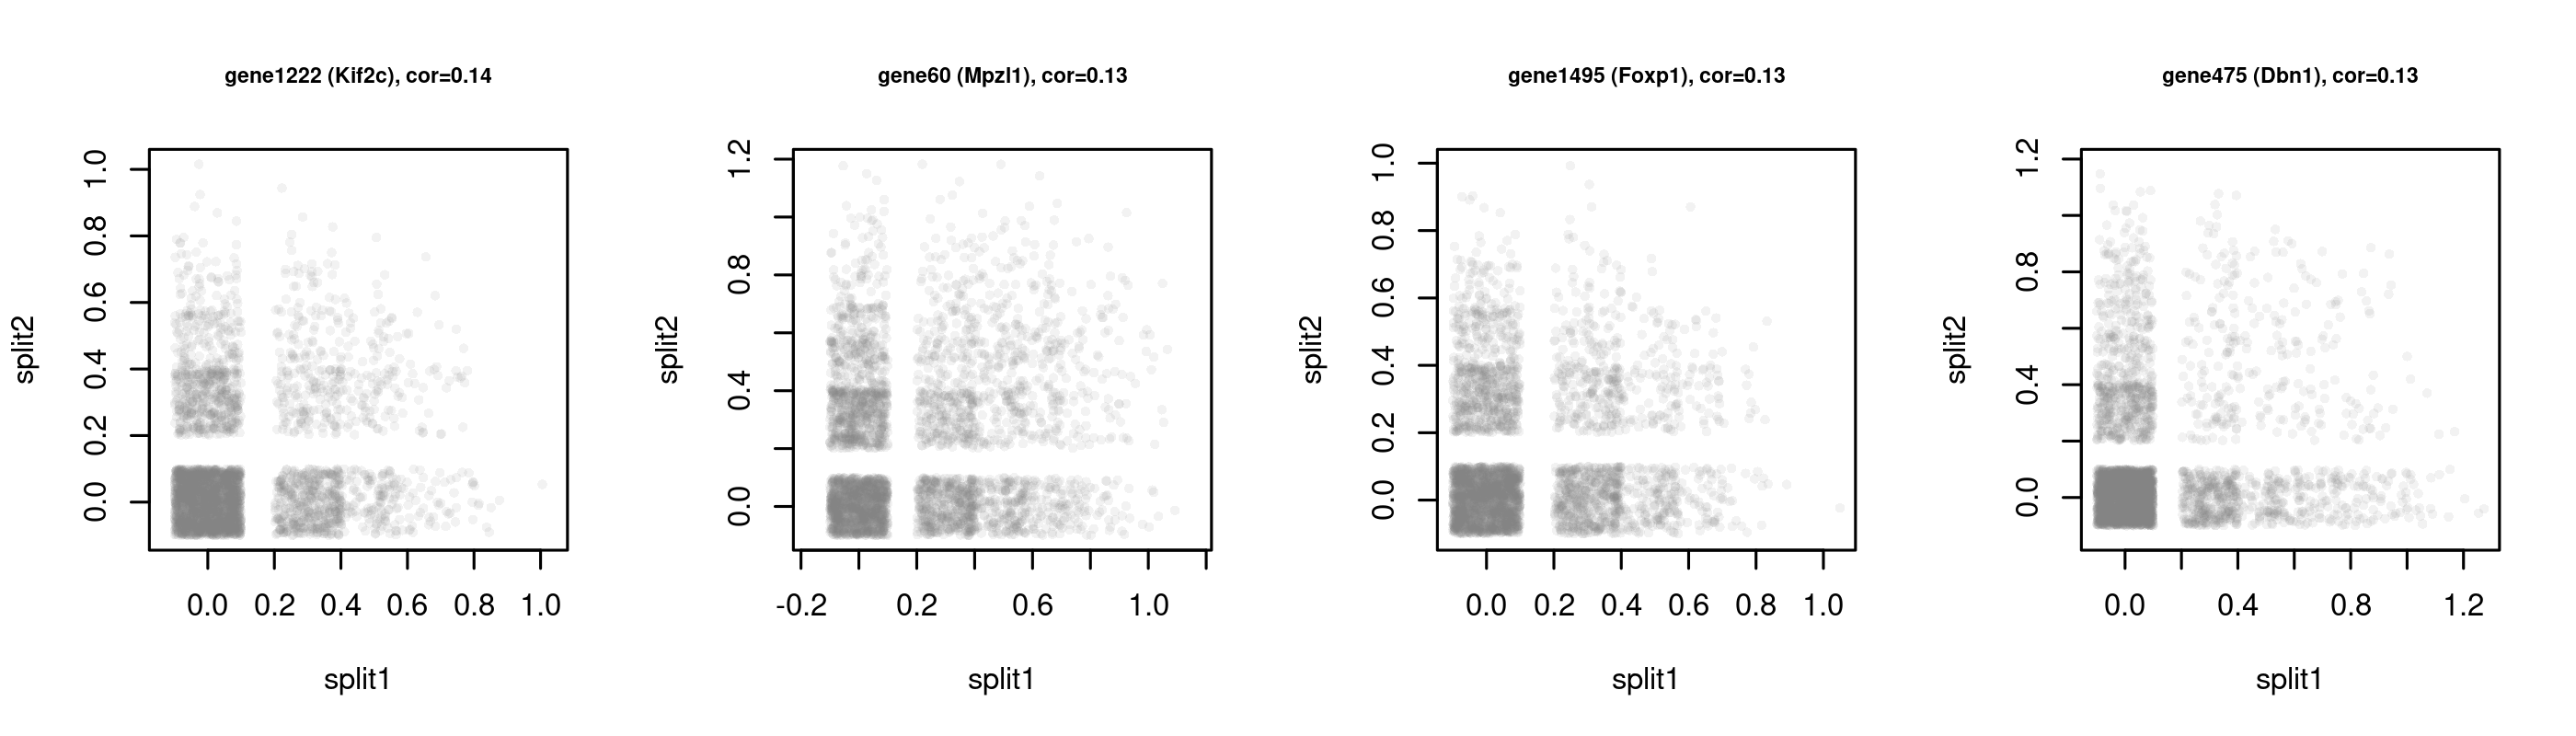 gene1222 (Kif2c), cor=0.14
split2
0.0 0.2 0.4 0.6 0.8 1.0
0.0 0.2 0.4 0.6 0.8 1.0
split1
gene60 (Mpzl1), cor=0.13
split2
0.0 0.4 0.8 1.2
-0.2 0.2 0.6 1.0
split1
gene1495 (Foxp1), cor=0.13
split2
0.0 0.2 0.4 0.6 0.8 1.0
0.0 0.2 0.4 0.6 0.8 1.0
split1
gene475 (Dbn1), cor=0.13
split2
0.0 0.4 0.8 1.2
0.0 0.4 0.8 1.2
split1